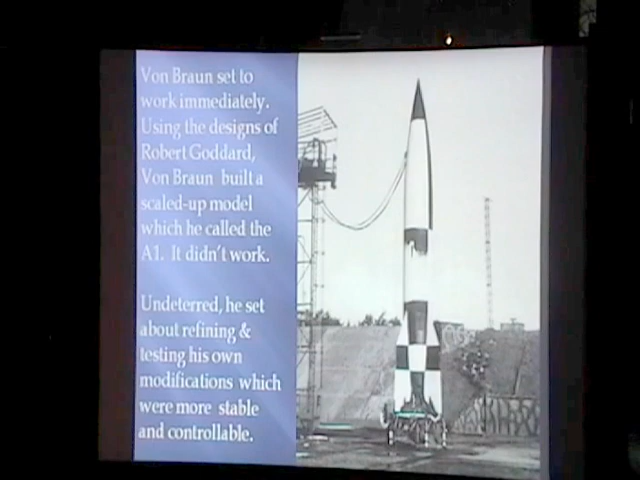 Von Braun set to
work immediately.
Using the designs of
Robert Goddard,
Von Braun built a
scaled-up model
which he called the
A1. It didn't work.
Undeterred, he set
about refining &
testing his own
modifications which
were more stable
and controllable.